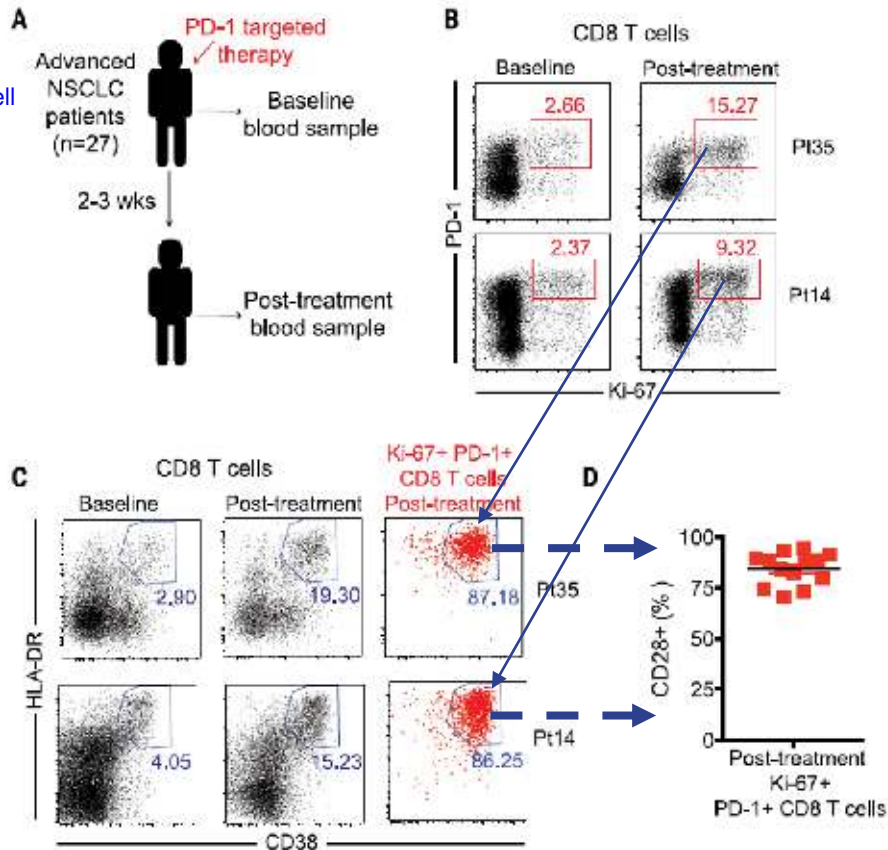 A
PD-1 targeted
therapy
Advanced
NSCLC
patients
(n=27)
ell
Baseline
blood sample
2-3 wks
Post-treatment
blood sample
B
CD8 T cells
Baseline
Post-treatment
2.66
15.27
Pt35
2.37
9.32
Pt14
PD-1
Ki-67
C
CD8 T cells
Baseline
Post-treatment
Ki-67+ PD-1+
CD8 T cells
Post-treatment
2.90
19.30
87.18
Pt35
4.05
15.23
86.25
Pt14
HLA-DR
CD38
D
100
75
50
25
0
CD28+ (%)
Post-treatment
Ki-67+
PD-1+ CD8 T cells